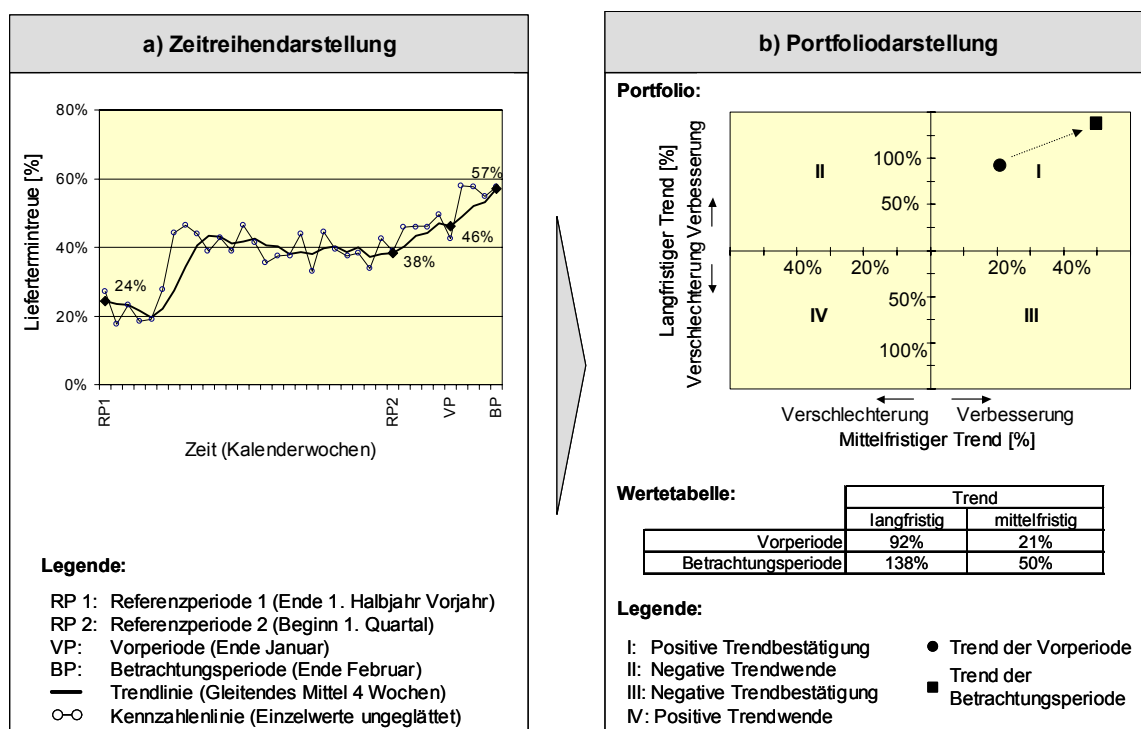 a) Zeitreihendarstellung
80%
60%
40%
20%
0%
Liefertermintreue [%]
24%
38%
46%
57%
RP1
RP2
VP
BP
Zeit (Kalenderwochen)
Legende:
RP 1: Referenzperiode 1 (Ende 1. Halbjahr Vorjahr)
RP 2: Referenzperiode 2 (Beginn 1. Quartal)
VP: Vorperiode (Ende Januar)
BP: Betrachtungsperiode (Ende Februar)
Trendlinie (Gleitendes Mittel 4 Wochen)
Kennzahlenlinie (Einzelwerte ungeglättet)
b) Portfoliodarstellung
Portfolio:
Langfristiger Trend [%]
Verschlechterung Verbesserung
II
100%
I
50%
40% 20%
20% 40%
50%
IV
III
100%
Verschlechterung Verbesserung
Mittelfristiger Trend [%]
Wertetabelle:
Trend
langfristig mittelfristig
Vorperiode 92% 21%
Betrachtungsperiode 138% 50%
Legende:
I: Positive Trendbestätigung
II: Negative Trendwende
III: Negative Trendbestätigung
IV: Positive Trendwende
Trend der Vorperiode
Trend der
Betrachtungsperiode